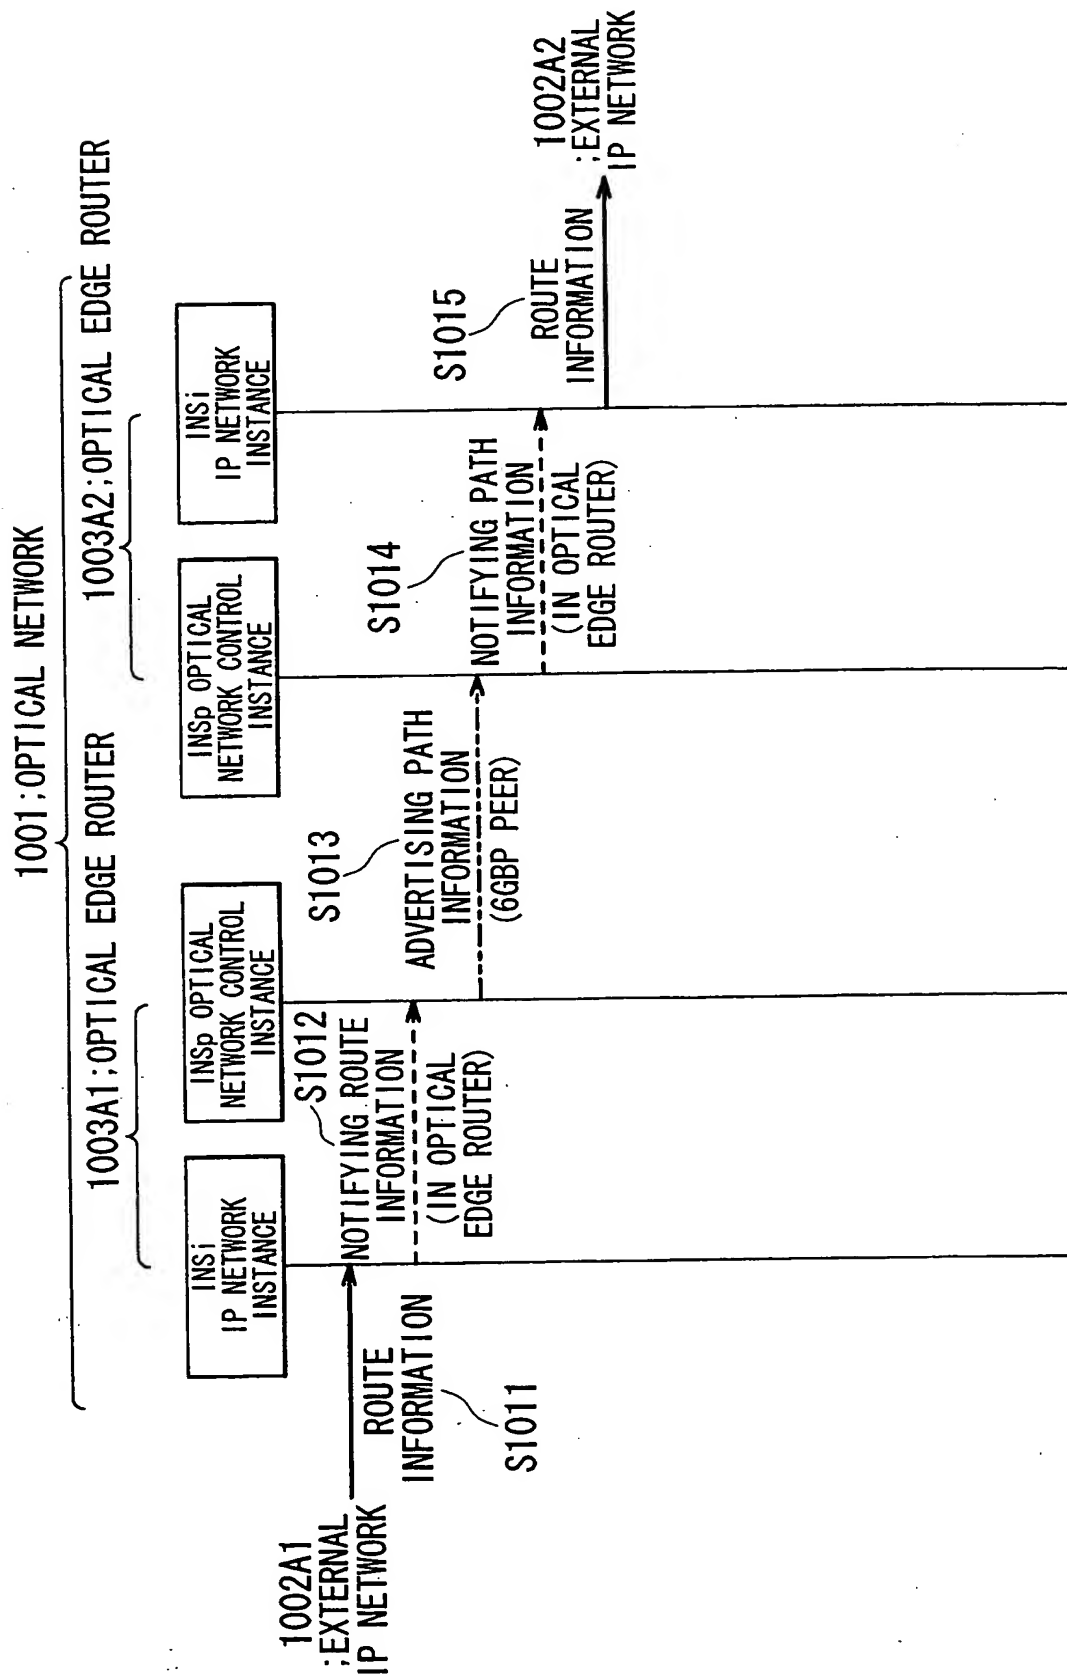 1001;OPTICAL NETWORK
1003A1;OPTICAL EDGE ROUTER
1003A2;OPTICAL EDGE ROUTER
INSi
IP NETWORK
INSTANCE
INSp OPTICAL
NETWORK CONTROL
INSTANCE
INSp OPTICAL
NETWORK CONTROL
INSTANCE
INSi
IP NETWORK
INSTANCE
1002A1
;EXTERNAL
IP NETWORK
ROUTE
INFORMATION
S1011
S1012
NOTIFYING ROUTE
INFORMATION
(IN OPTICAL
EDGE ROUTER)
S1013
ADVERTISING PATH
INFORMATION
(6GBP PEER)
S1014
NOTIFYING PATH
INFORMATION
(IN OPTICAL
EDGE ROUTER)
S1015
ROUTE
INFORMATION
1002A2
;EXTERNAL
IP NETWORK